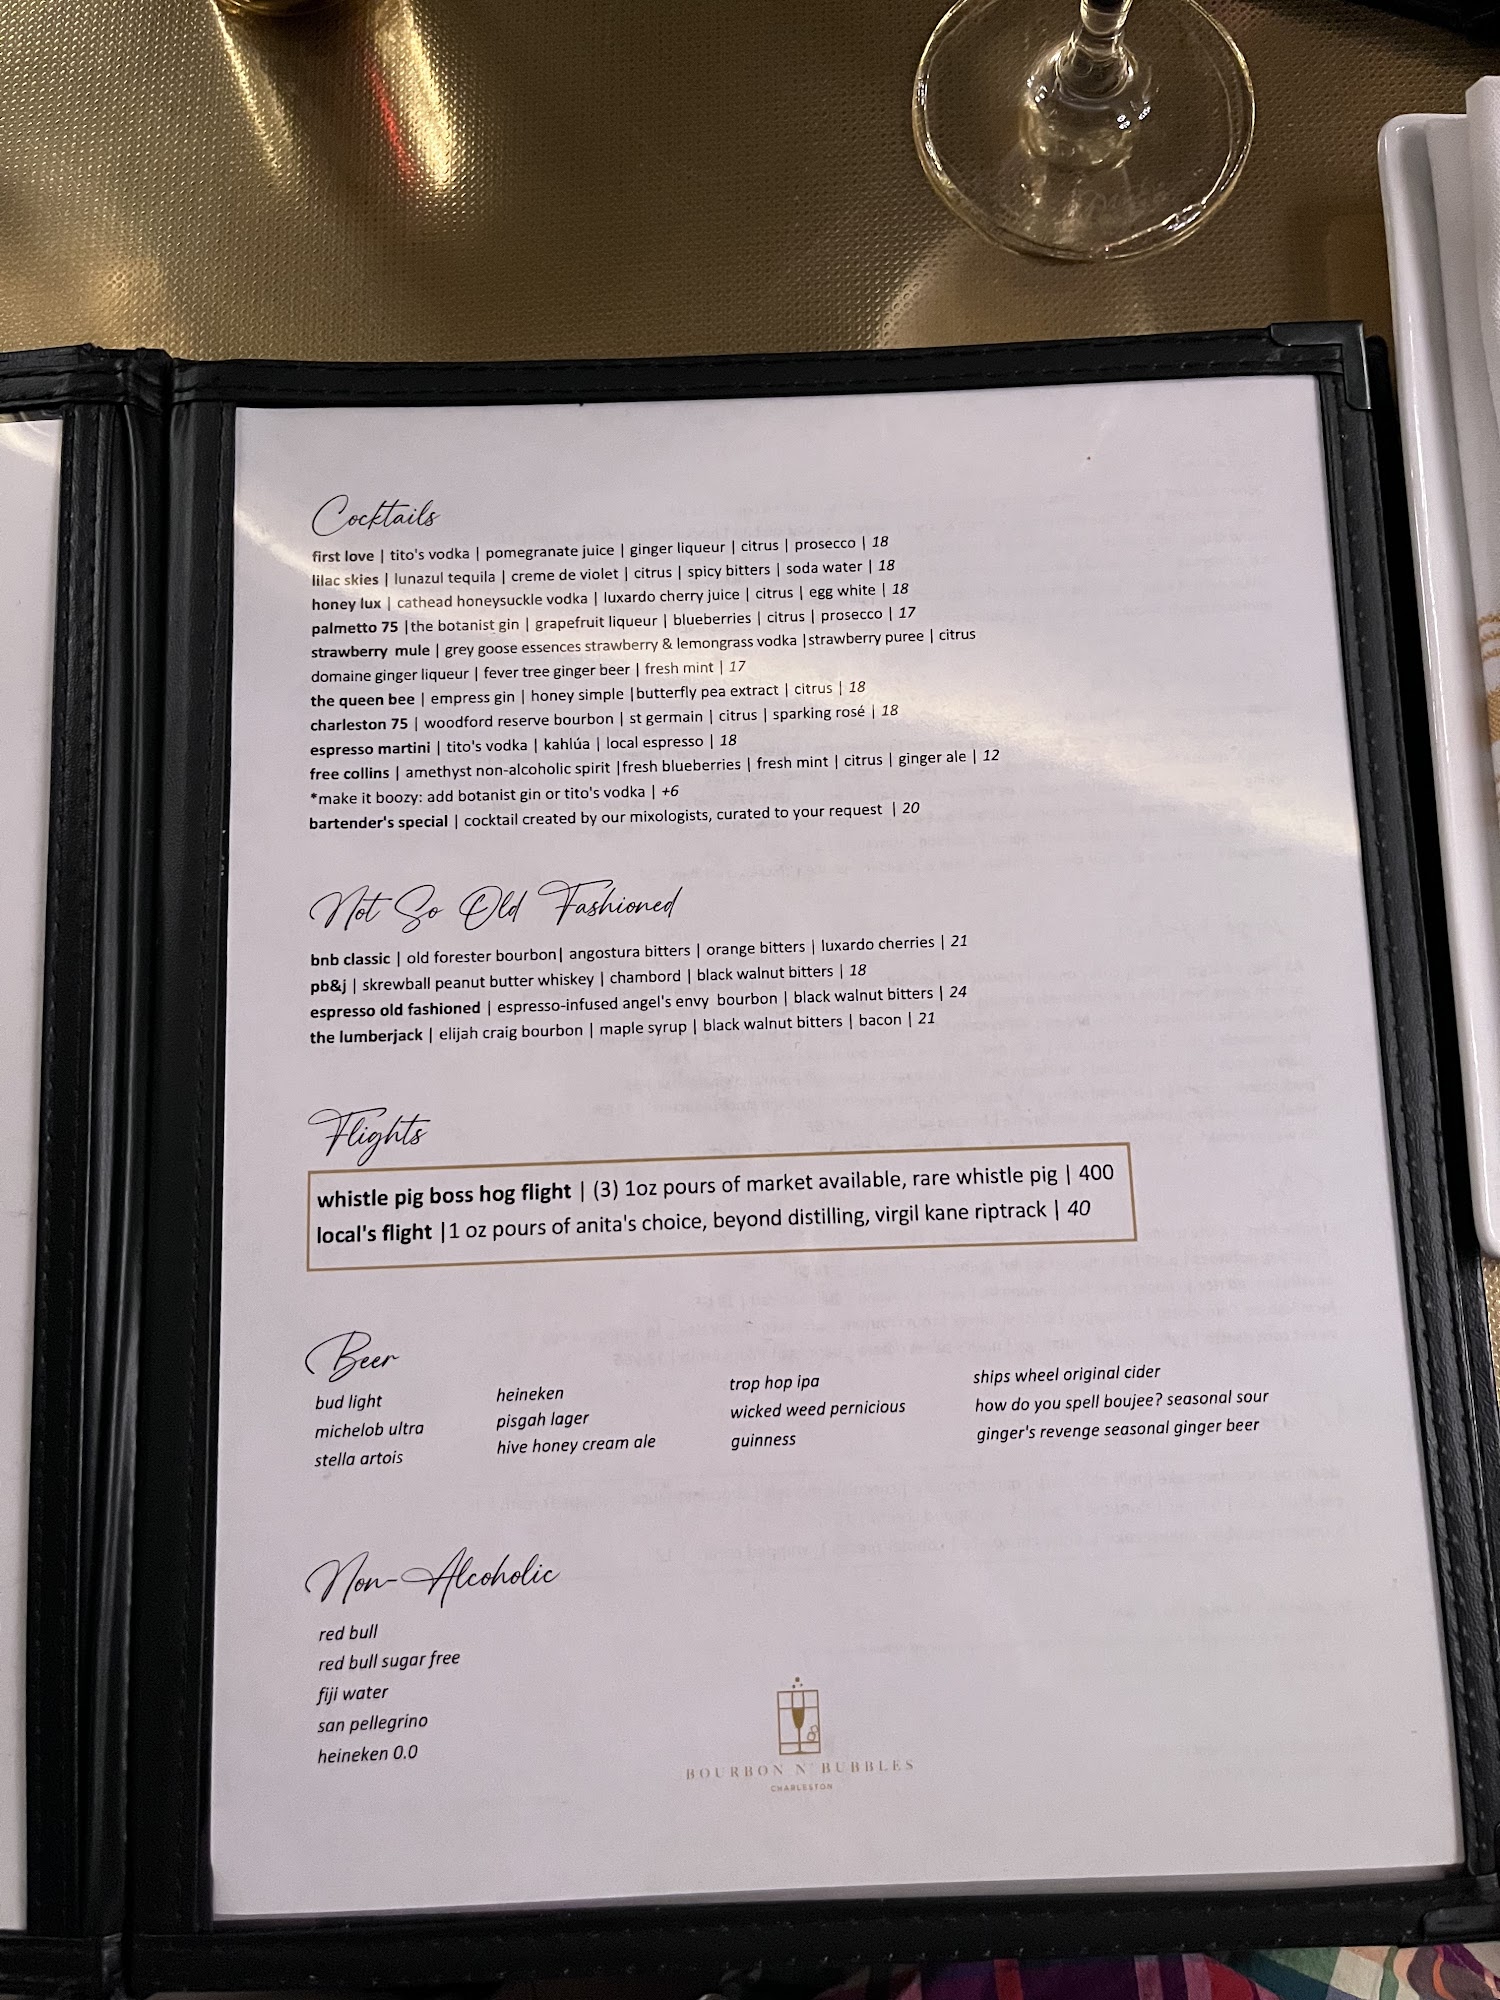 Cocktails
first love | tito's vodka | pomegranate juice | ginger liqueur | citrus | prosecco | 18
lilac skies | lunazul tequila | creme de violet | citrus | spicy bitters | soda water | 18
honey lux | cathead honeysuckle vodka | luxardo cherry juice | citrus | egg white | 18
palmetto 75 |the botanist gin | grapefruit liqueur | blueberries | citrus | prosecco | 17
strawberry mule | grey goose essences strawberry & lemongrass vodka |strawberry puree | citrus
domaine ginger liqueur | fever tree ginger beer | fresh mint | 17
the queen bee | empress gin | honey simple |butterfly pea extract | citrus | 18
charleston 75 | woodford reserve bourbon | st germain | citrus | sparking rosé | 18
espresso martini | tito's vodka | kahlúa | local espresso | 18
free collins | amethyst non-alcoholic spirit |fresh blueberries | fresh mint | citrus | ginger ale | 12
*make it boozy: add botanist gin or tito's vodka | +6
bartender's special | cocktail created by our mixologists, curated to your request | 20
Not So Old Fashioned
bnb classic | old forester bourbon| angostura bitters | orange bitters | luxardo cherries | 21
pb&j | skrewball peanut butter whiskey | chambord | black walnut bitters | 18
espresso old fashioned | espresso-infused angel's envy bourbon | black walnut bitters | 24
the lumberjack | elijah craig bourbon | maple syrup | black walnut bitters | bacon | 21
Flights
whistle pig boss hog flight | (3) 1oz pours of market available, rare whistle pig | 400
local's flight |1 oz pours of anita's choice, beyond distilling, virgil kane riptrack | 40
Beer
bud light
michelob ultra
stella artois
heineken
pisgah lager
hive honey cream ale
trop hop ipa
wicked weed pernicious
guinness
ships wheel original cider
how do you spell boujee? seasonal sour
ginger's revenge seasonal ginger beer
Non-Alcoholic
red bull
red bull sugar free
fiji water
san pellegrino
heineken 0.0
BOURBON N' BUBBLES
CHARLESTON